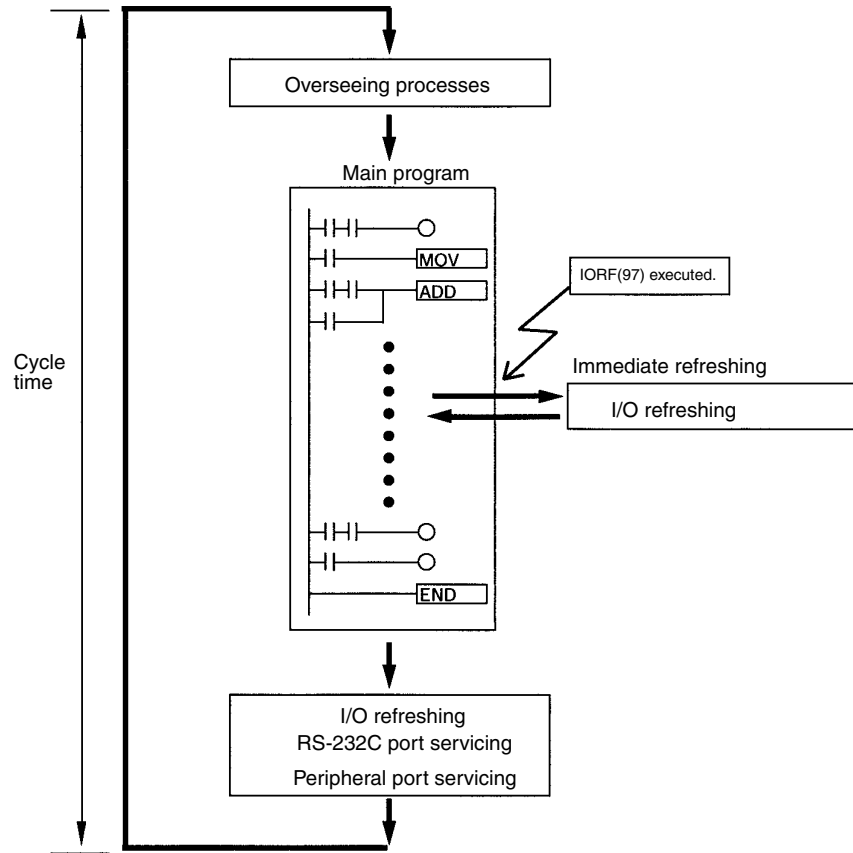 Overseeing processes
Main program
MOV
ADD
IORF(97) executed.
Cycle
time
Immediate refreshing
I/O refreshing
END
I/O refreshing
RS-232C port servicing
Peripheral port servicing